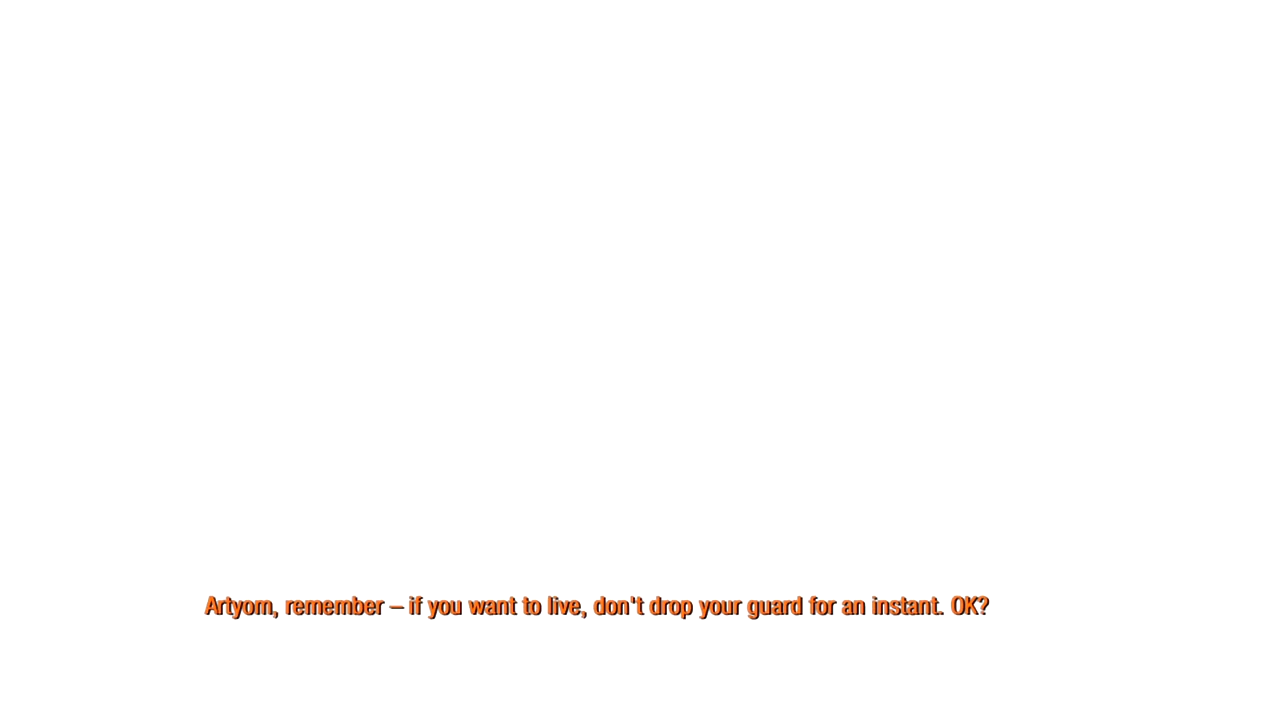 Artyom, remember – if you want to live, don't drop your guard for an instant. OK?